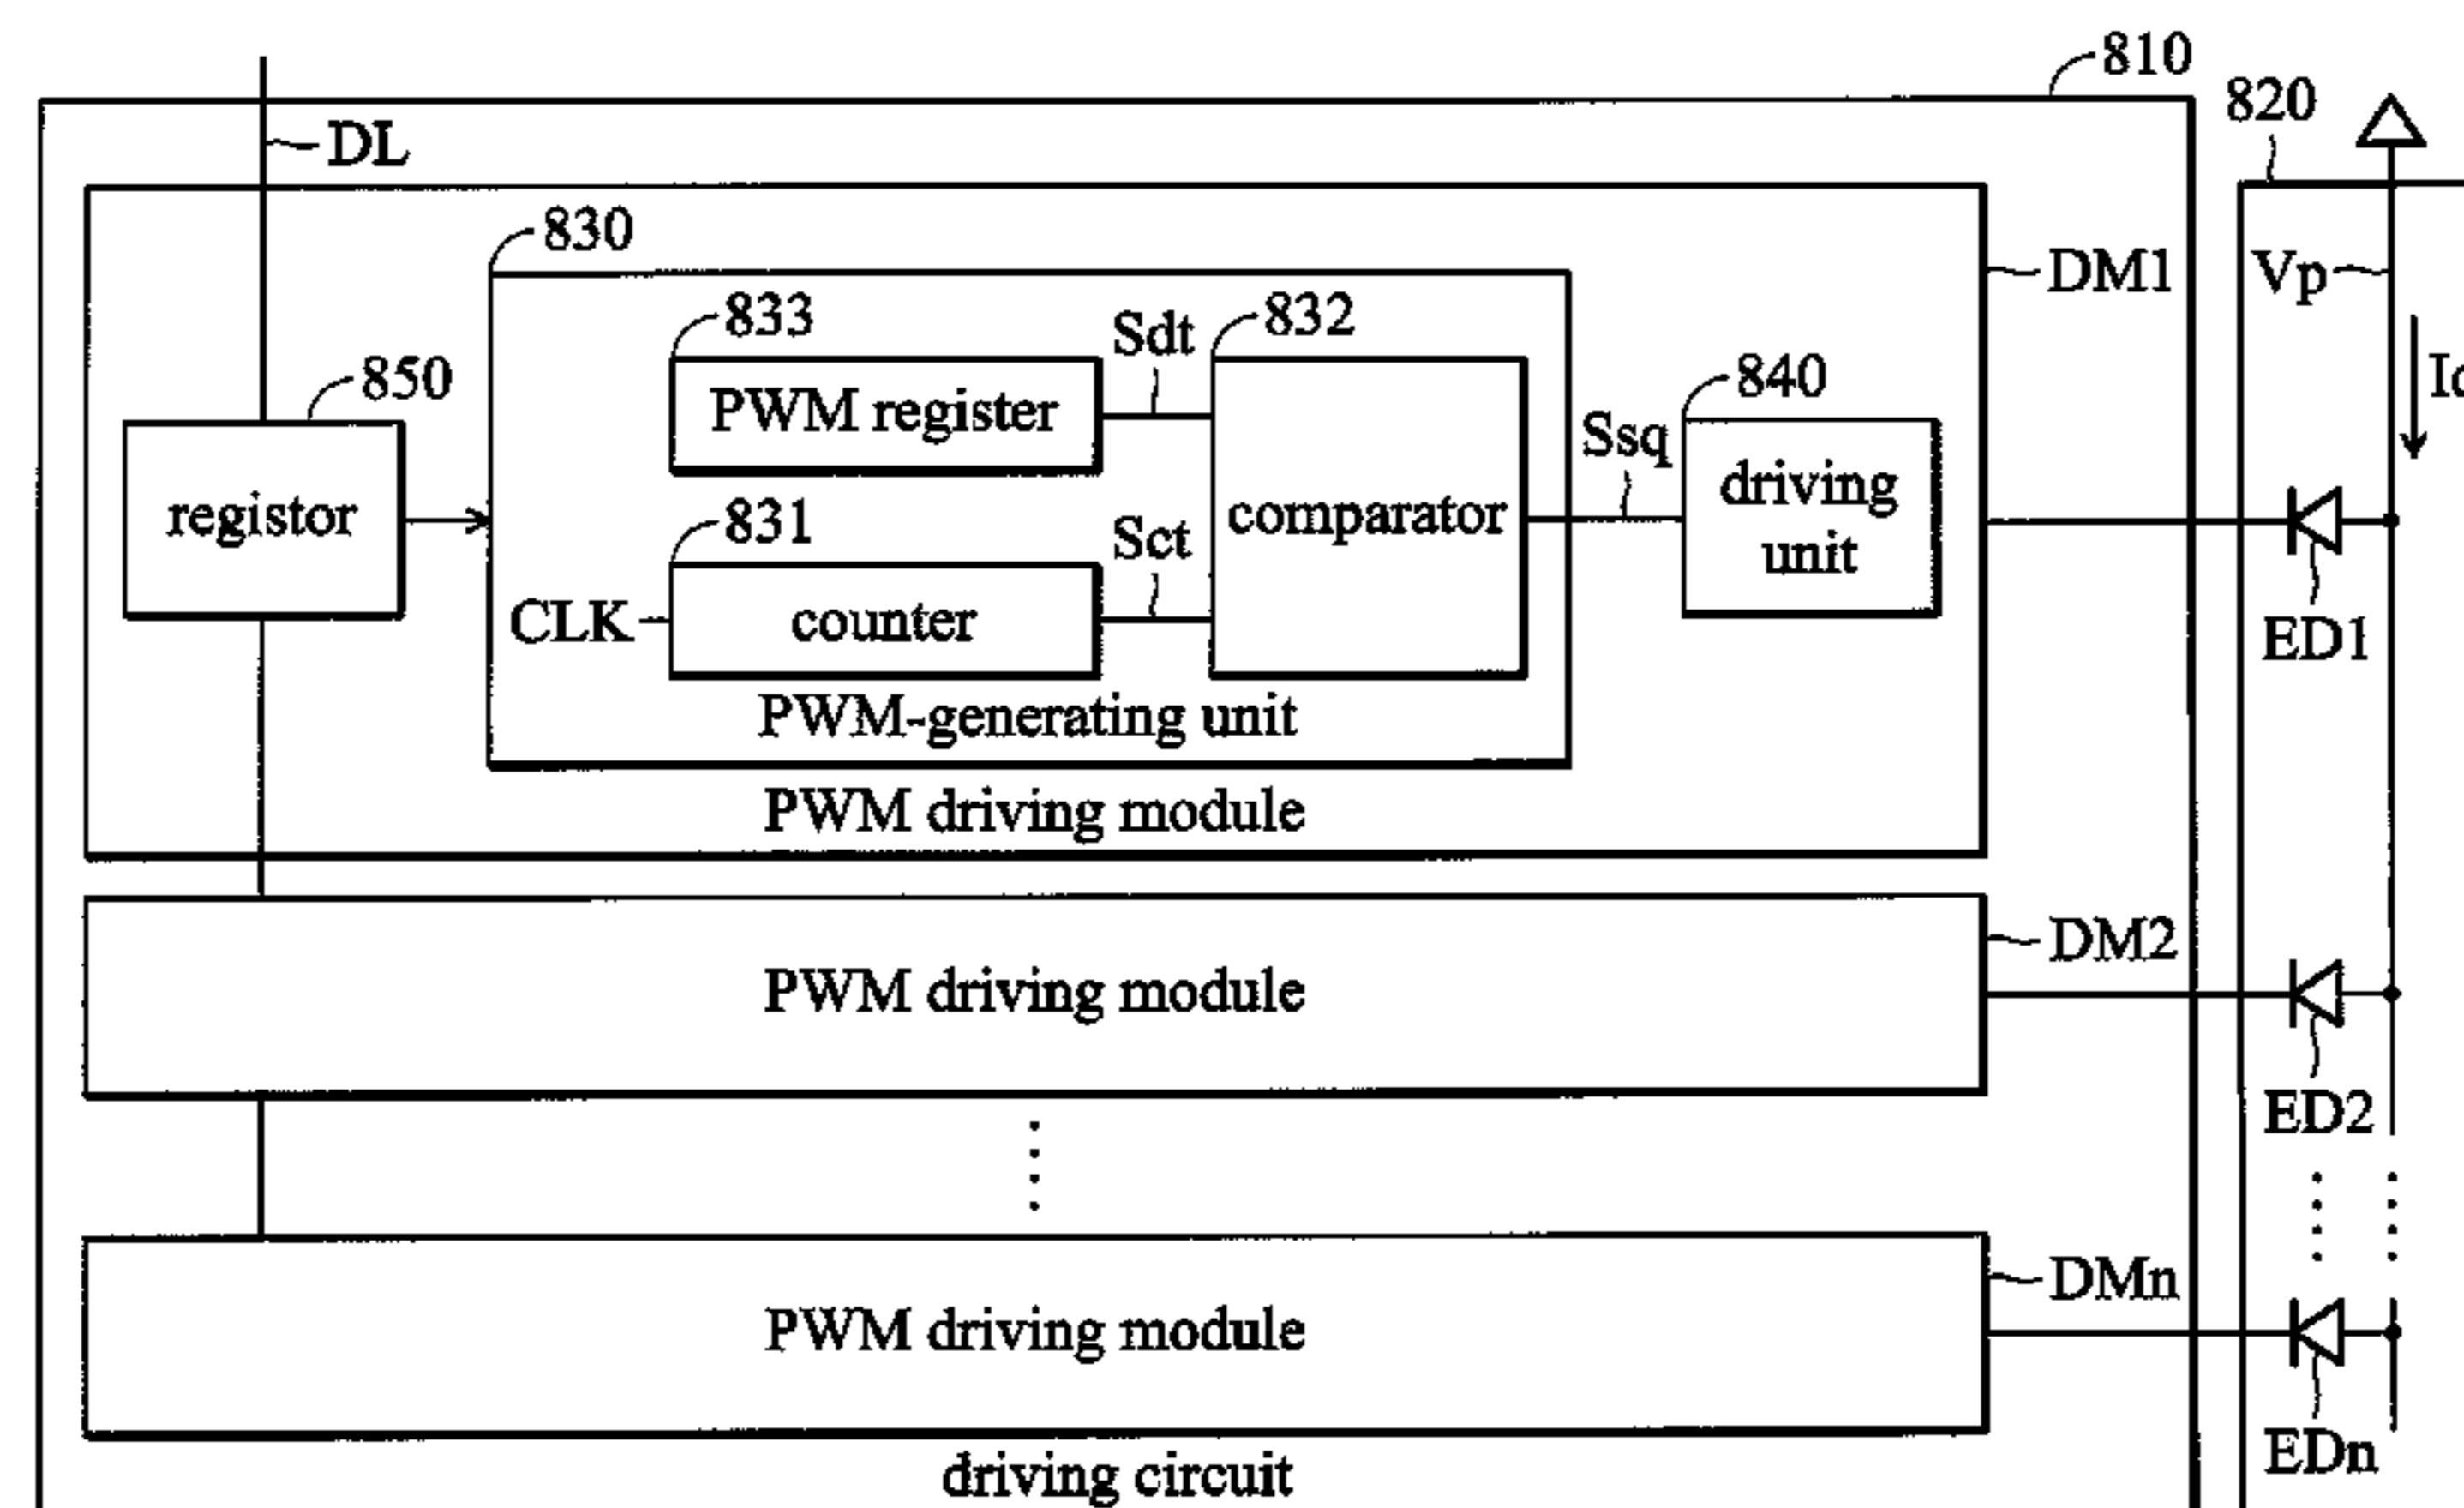 810
820
DL
830
DM1
Vp
833
Sdt
832
850
PWM register
840
Ssq
registor
comparator
driving
unit
831
Sct
CLK
counter
ED1
PWM-generating unit
PWM driving module
DM2
PWM driving module
ED2
DMn
PWM driving module
EDn
driving circuit